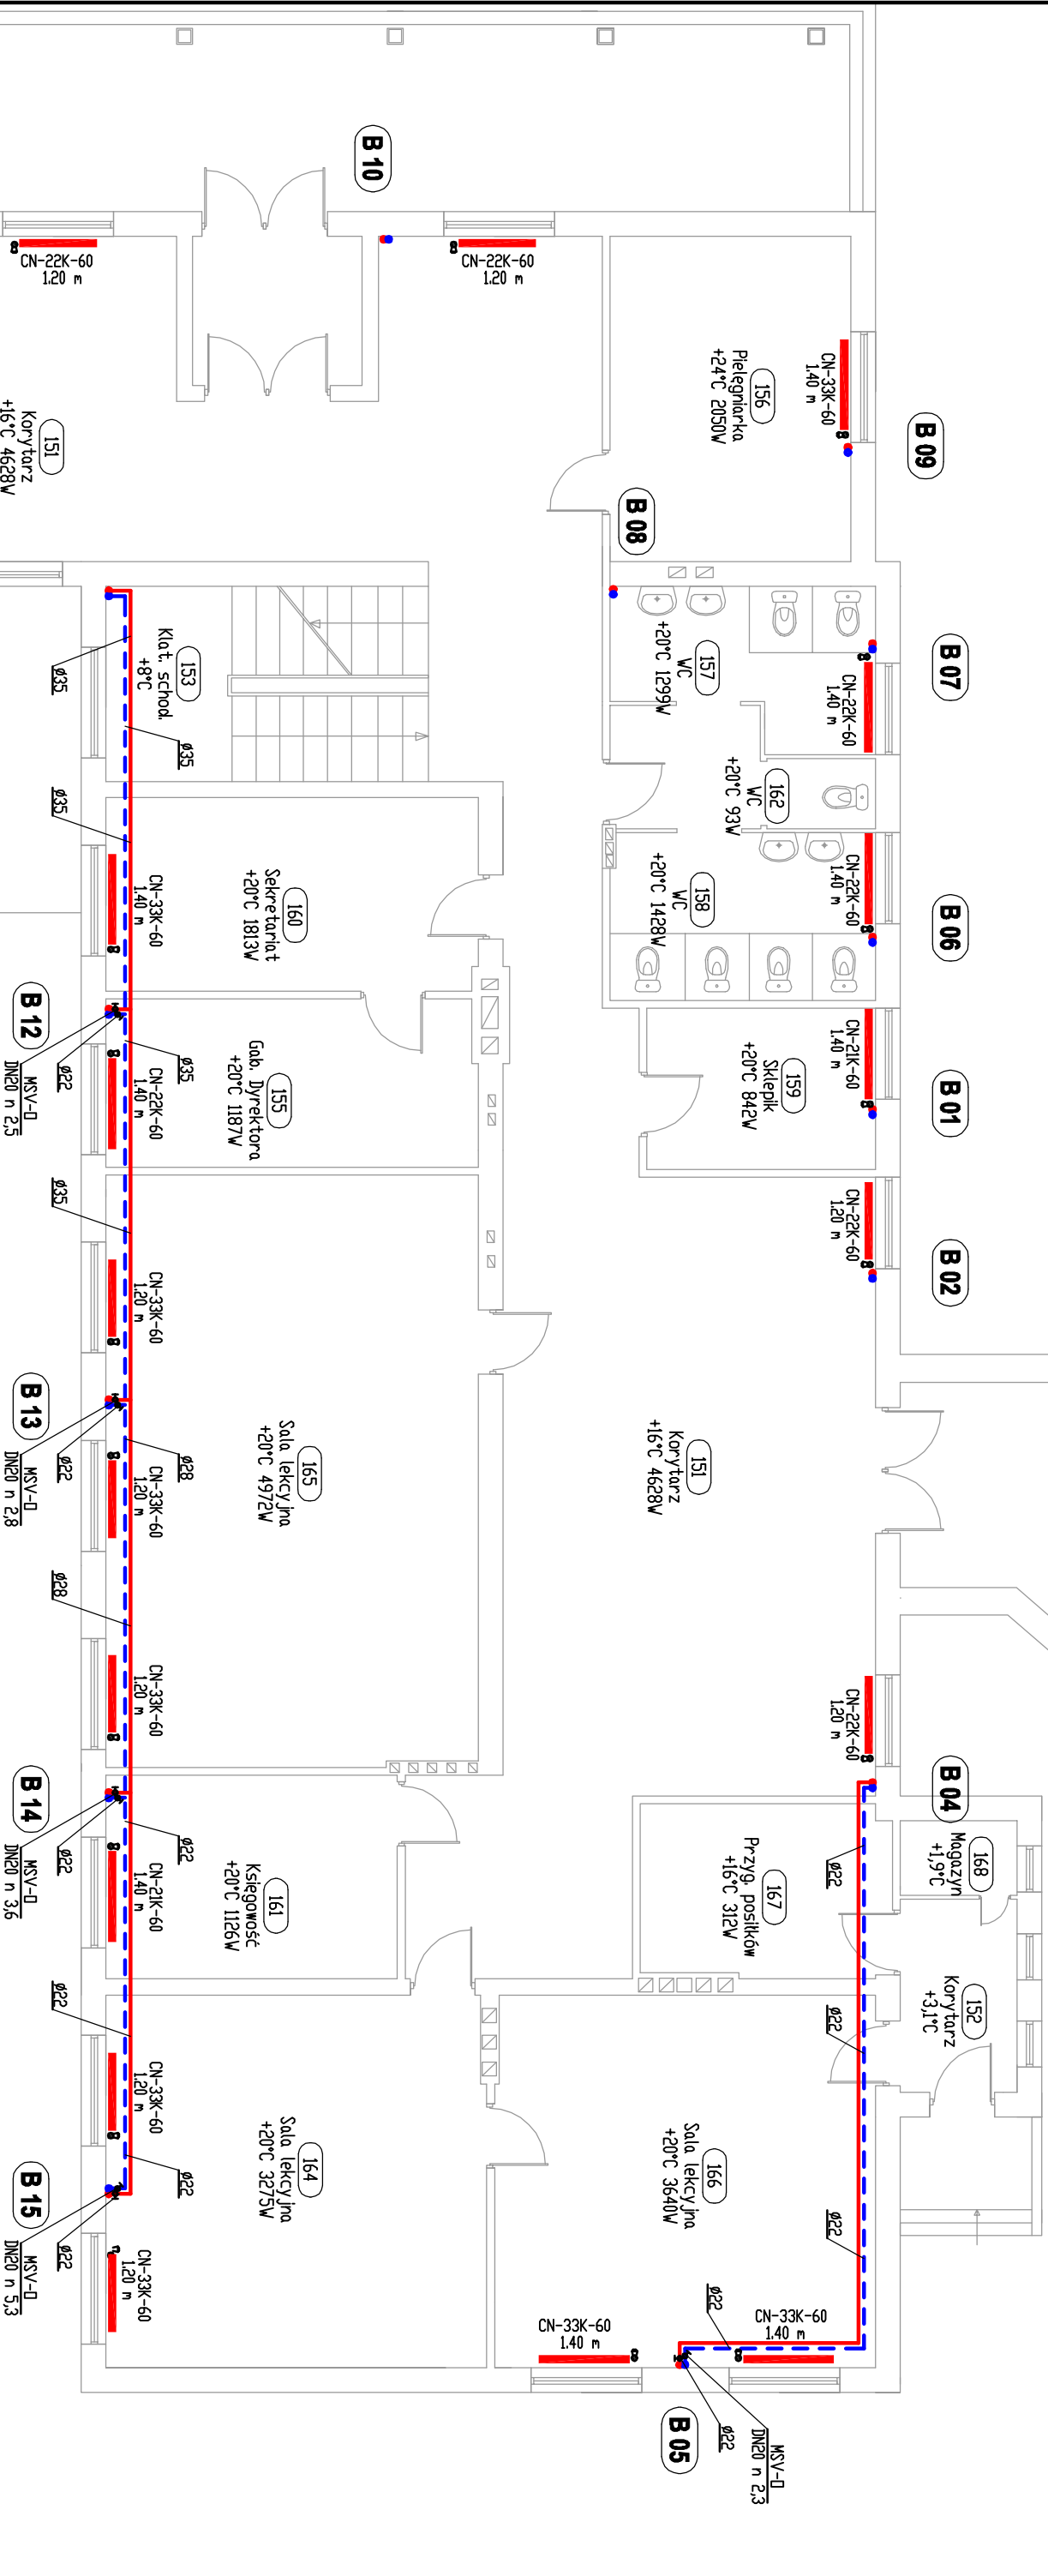 B 10
CN-22K-60
1.20 m
CN-22K-60
1.20 m
156
Pielęgniarka
+24°C 2050W
CN-33K-60
1.40 m
B 09
151
Korytarz
+16°C 4628W
B 08
153
Klat. schod.
+8°C
ø35
ø35
157
WC
+20°C 1299W
B 07
CN-22K-60
1.40 m
162
WC
+20°C 93W
158
WC
+20°C 1428W
CN-22K-60
1.40 m
B 06
ø35
CN-33K-60
1.40 m
160
Sekretariat
+20°C 1813W
B 12
MSV-D
DN20 n 2,5
ø22
ø35
CN-22K-60
1.40 m
155
Gab. Dyrektora
+20°C 1187W
159
Sklepik
+20°C 842W
CN-21K-60
1.40 m
B 01
ø35
CN-33K-60
1.20 m
CN-22K-60
1.20 m
B 02
B 13
MSV-D
DN20 n 2,8
ø22
ø28
CN-33K-60
1.20 m
165
Sala lekcyjna
+20°C 4972W
151
Korytarz
+16°C 4628W
ø28
CN-33K-60
1.20 m
CN-22K-60
1.20 m
B 04
B 14
MSV-D
DN20 n 3,6
ø22
ø22
CN-21K-60
1.40 m
161
Księgowość
+20°C 1126W
167
Przyg. posiłków
+16°C 312W
ø22
168
Magazyn
+1,9°C
152
Korytarz
+3,1°C
ø22
ø22
CN-33K-60
1.20 m
B 15
MSV-D
DN20 n 5,3
ø22
ø22
CN-33K-60
1.20 m
164
Sala lekcyjna
+20°C 3275W
166
Sala lekcyjna
+20°C 3640W
ø22
ø22
CN-33K-60
1.40 m
CN-33K-60
1.40 m
B 05
ø22
MSV-D
DN20 n 2,3